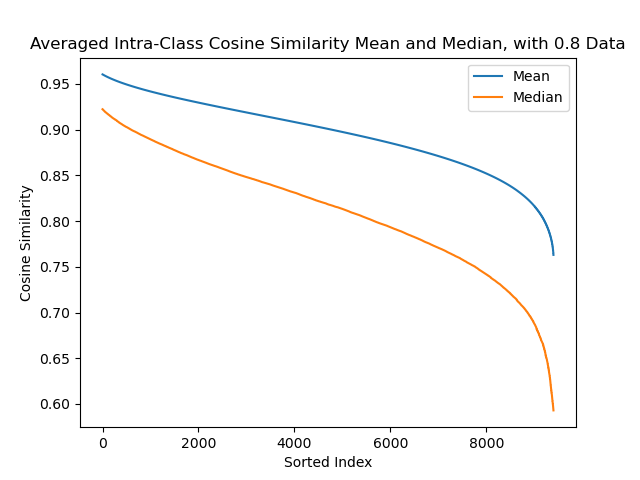 Averaged Intra-Class Cosine Similarity Mean and Median, with 0.8 Data
Mean
Median
Cosine Similarity
0.95
0.90
0.85
0.80
0.75
0.70
0.65
0.60
0 2000 4000 6000 8000
Sorted Index